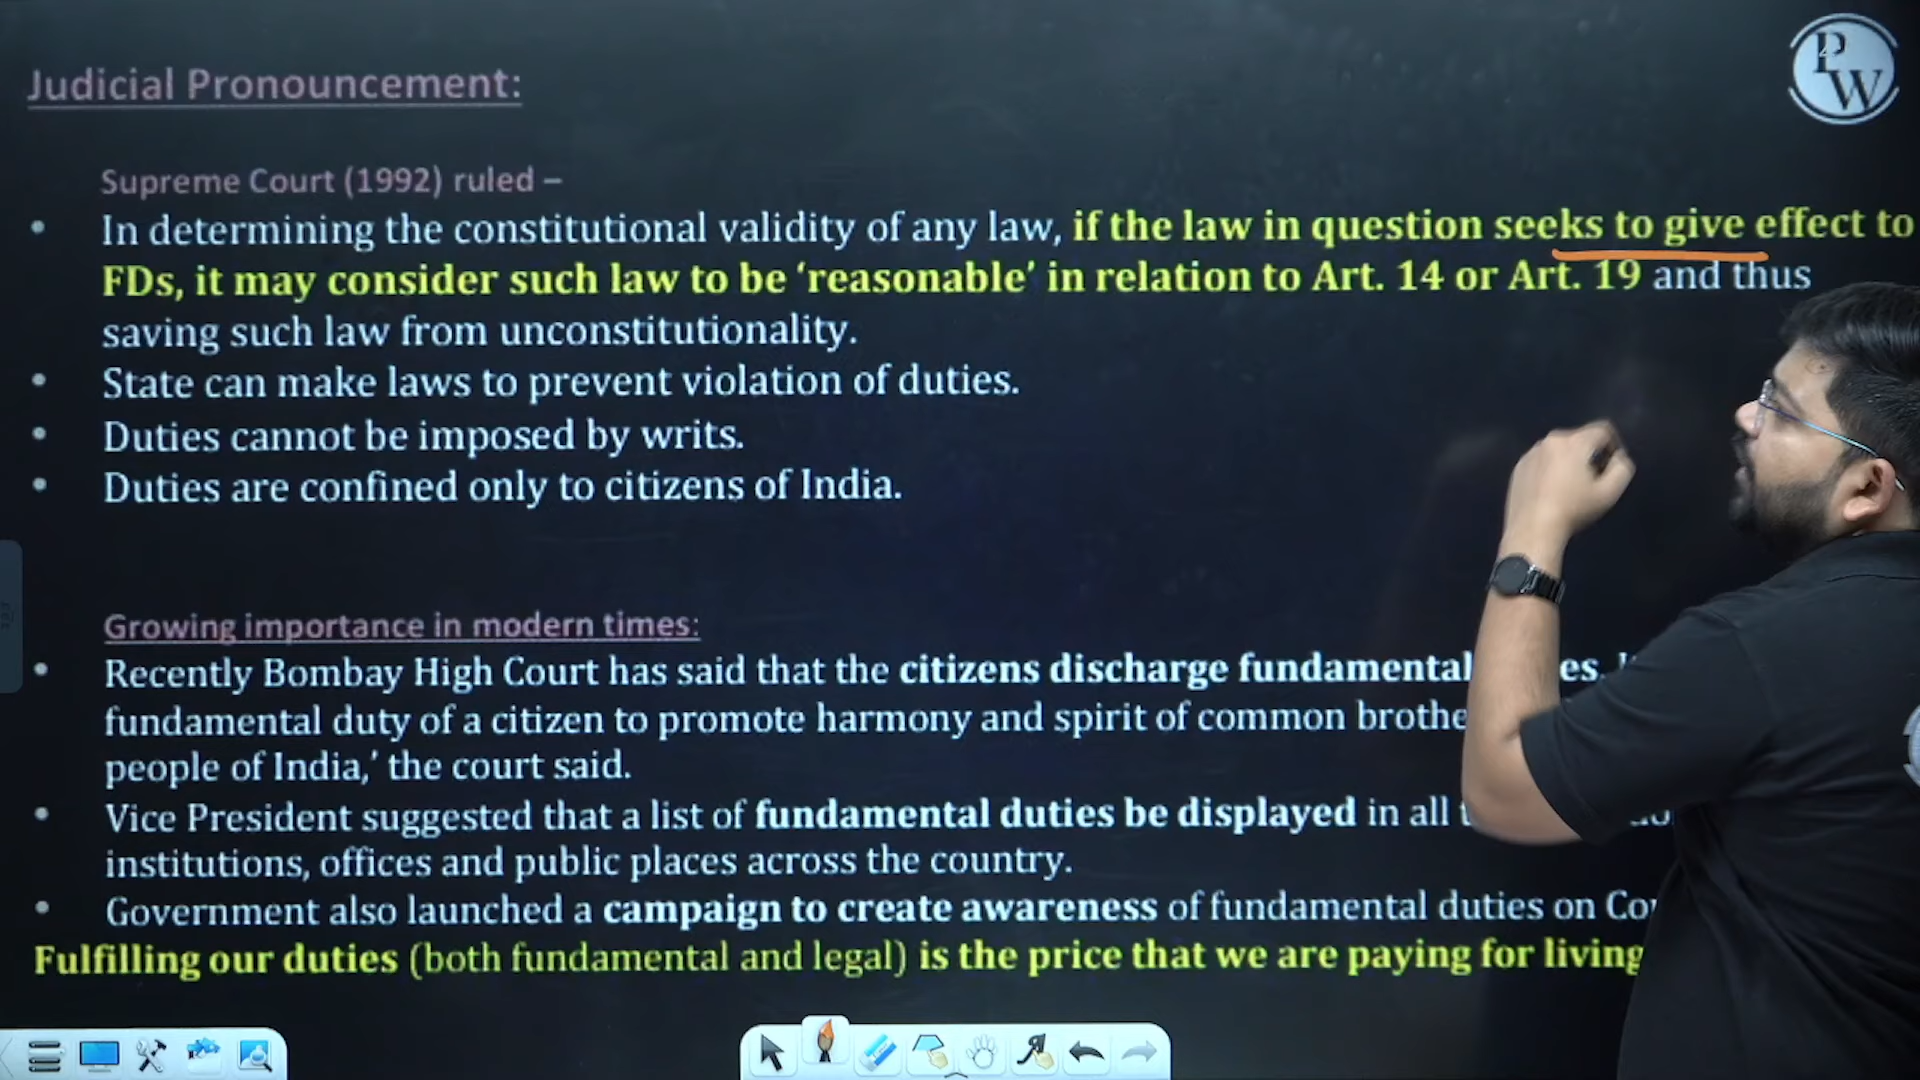 PW
Judicial Pronouncement:
Supreme Court (1992) ruled –
• In determining the constitutional validity of any law, if the law in question seeks to give effect to
FDs, it may consider such law to be ‘reasonable’ in relation to Art. 14 or Art. 19 and thus
saving such law from unconstitutionality.
• State can make laws to prevent violation of duties.
• Duties cannot be imposed by writs.
• Duties are confined only to citizens of India.
Growing importance in modern times:
• Recently Bombay High Court has said that the citizens discharge fundamental
fundamental duty of a citizen to promote harmony and spirit of common
people of India,’ the court said.
• Vice President suggested that a list of fundamental duties be displayed in all
institutions, offices and public places across the country.
• Government also launched a campaign to create awareness of fundamental duties on
Fulfilling our duties (both fundamental and legal) is the price that we are paying for living